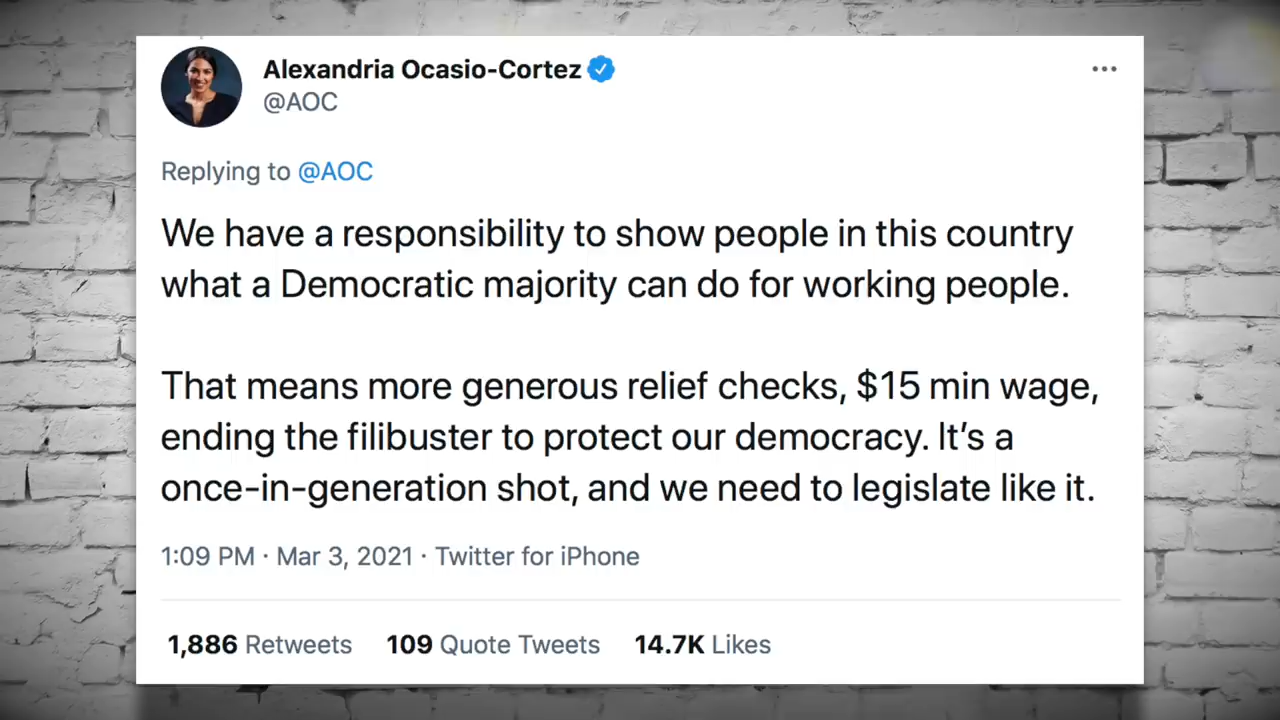 Alexandria Ocasio-Cortez
@AOC
Replying to @AOC
We have a responsibility to show people in this country
what a Democratic majority can do for working people.
That means more generous relief checks, $15 min wage,
ending the filibuster to protect our democracy. It’s a
once-in-generation shot, and we need to legislate like it.
1:09 PM · Mar 3, 2021 · Twitter for iPhone
1,886 Retweets 109 Quote Tweets 14.7K Likes